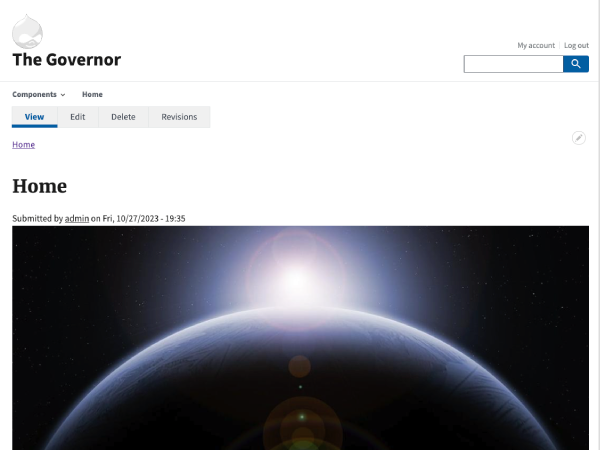 My account Log out
The Governor
Components Home
View Edit Delete Revisions
Home
Home
Submitted by admin on Fri, 10/27/2023 - 19:35